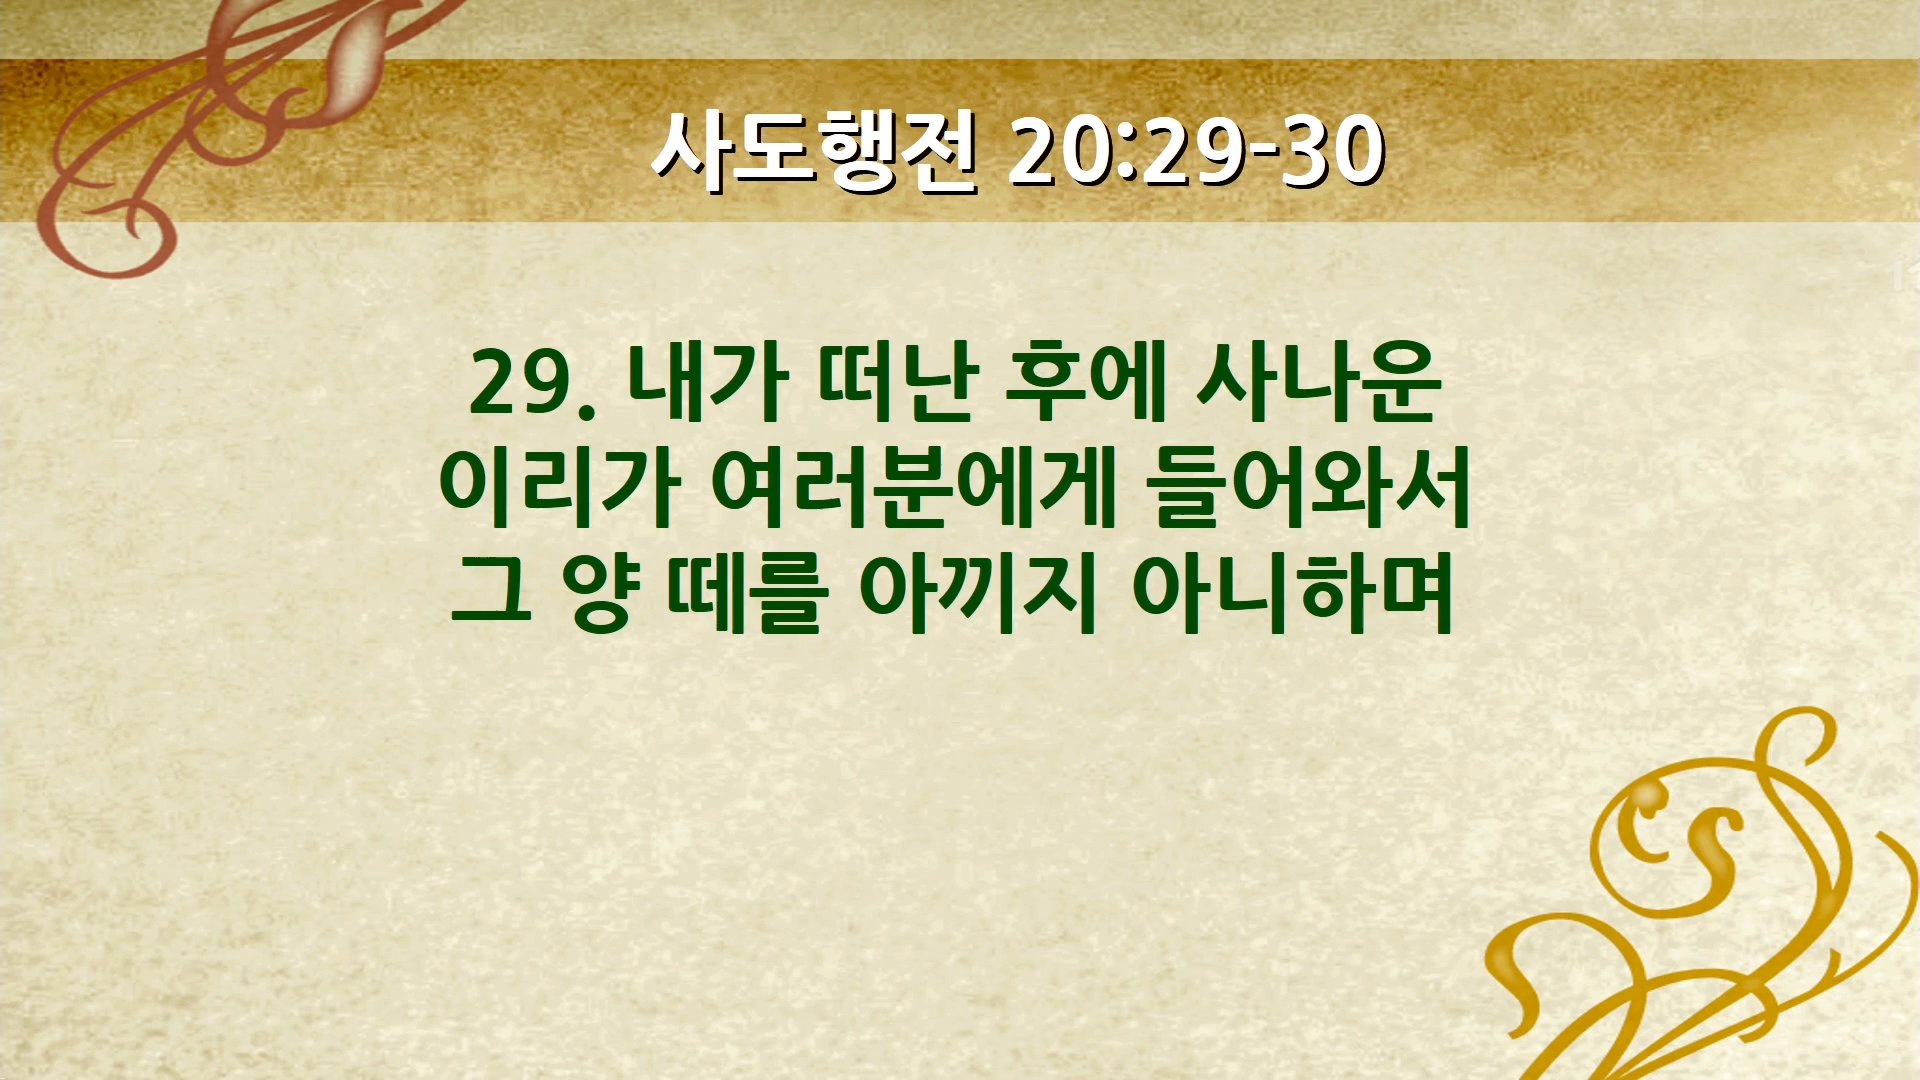 사도행전 20:29-30
29. 내가 떠난 후에 사나운
이리가 여러분에게 들어와서
그 양 떼를 아끼지 아니하며